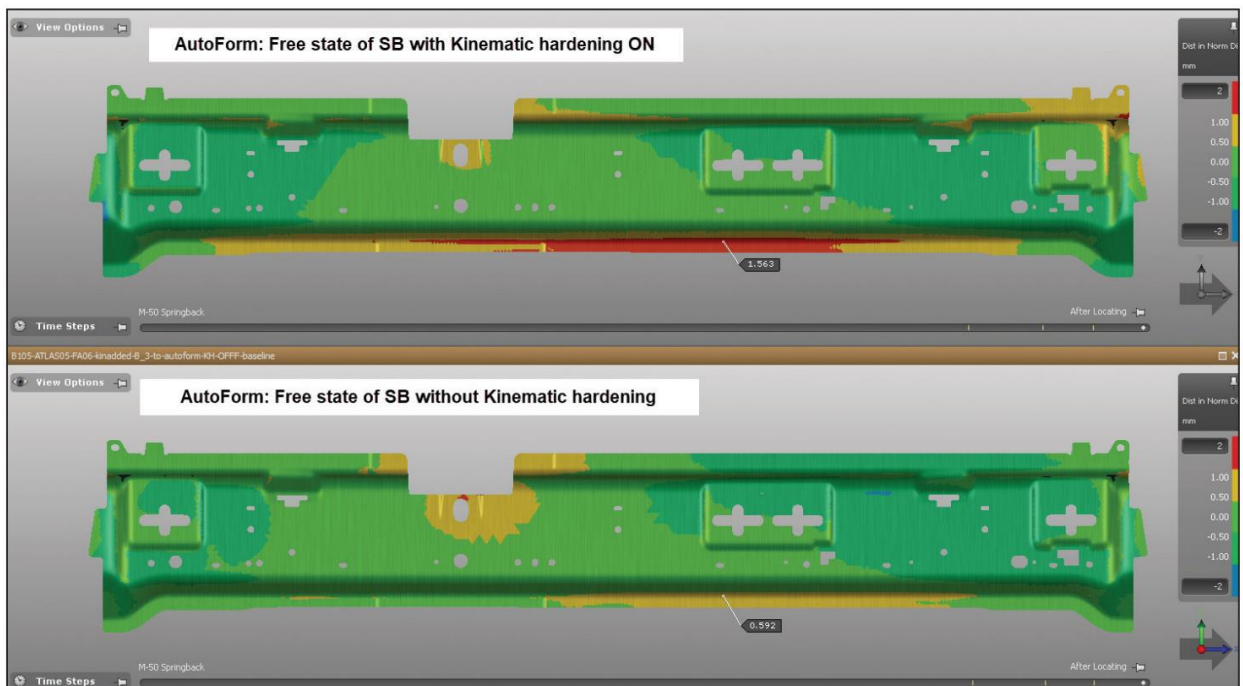 View Options
AutoForm: Free state of SB with Kinematic hardening ON
Dist in Norm Di
mm
2
1.00
0.50
0.00
-0.50
-1.00
-2
1.563
M-50 Springback
After Locating
Time Steps
B105-ATLAS05-FA06-kinadded-B_3-to-autoform-KH-OFFF-baseline
View Options
AutoForm: Free state of SB without Kinematic hardening
Dist in Norm Di
mm
2
1.00
0.50
0.00
-0.50
-1.00
-2
0.592
M-50 Springback
After Locating
Time Steps